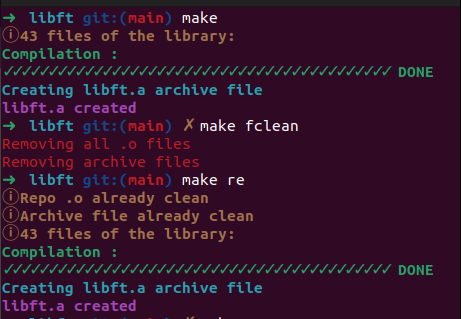 ➜ libft git:(main) make
ⓘ43 files of the library:
Compilation :
✓✓✓✓✓✓✓✓✓✓✓✓✓✓✓✓✓✓✓✓✓✓✓✓✓✓✓✓✓✓✓✓✓✓✓✓✓✓✓✓✓✓✓ DONE
Creating libft.a archive file
libft.a created
➜ libft git:(main) ✗ make fclean
Removing all .o files
Removing archive files
➜ libft git:(main) make re
ⓘRepo .o already clean
ⓘArchive file already clean
ⓘ43 files of the library:
Compilation :
✓✓✓✓✓✓✓✓✓✓✓✓✓✓✓✓✓✓✓✓✓✓✓✓✓✓✓✓✓✓✓✓✓✓✓✓✓✓✓✓✓✓✓ DONE
Creating libft.a archive file
libft.a created